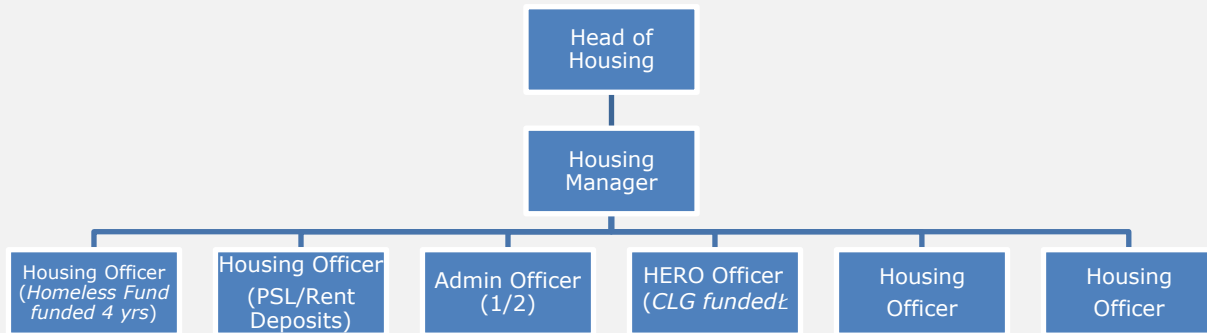 Head of
Housing
Housing
Manager
Housing Officer
(Homeless Fund
funded 4 yrs)
Housing Officer
(PSL/Rent
Deposits)
Admin Officer
(1/2)
HERO Officer
(CLG fundedŁ
Housing
Officer
Housing
Officer